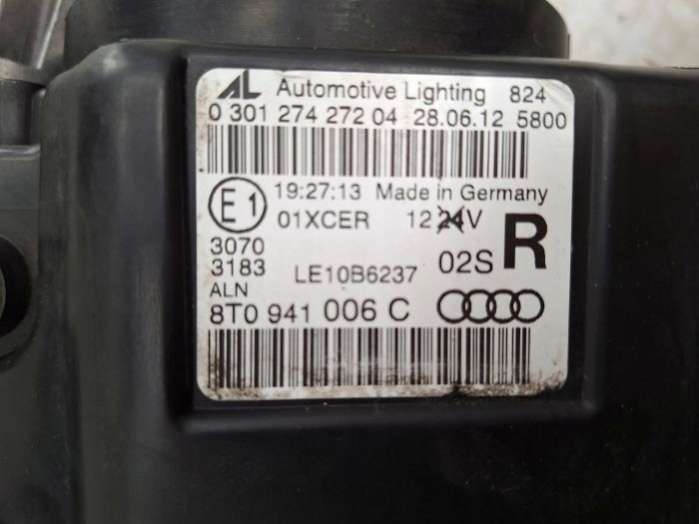 AL Automotive Lighting 824
0 301 274 272 04 28.06.12 5800
E1 19:27:13 Made in Germany
01XCER 12 24V R
3070
3183 LE10B6237 02S
ALN
8T0 941 006 C